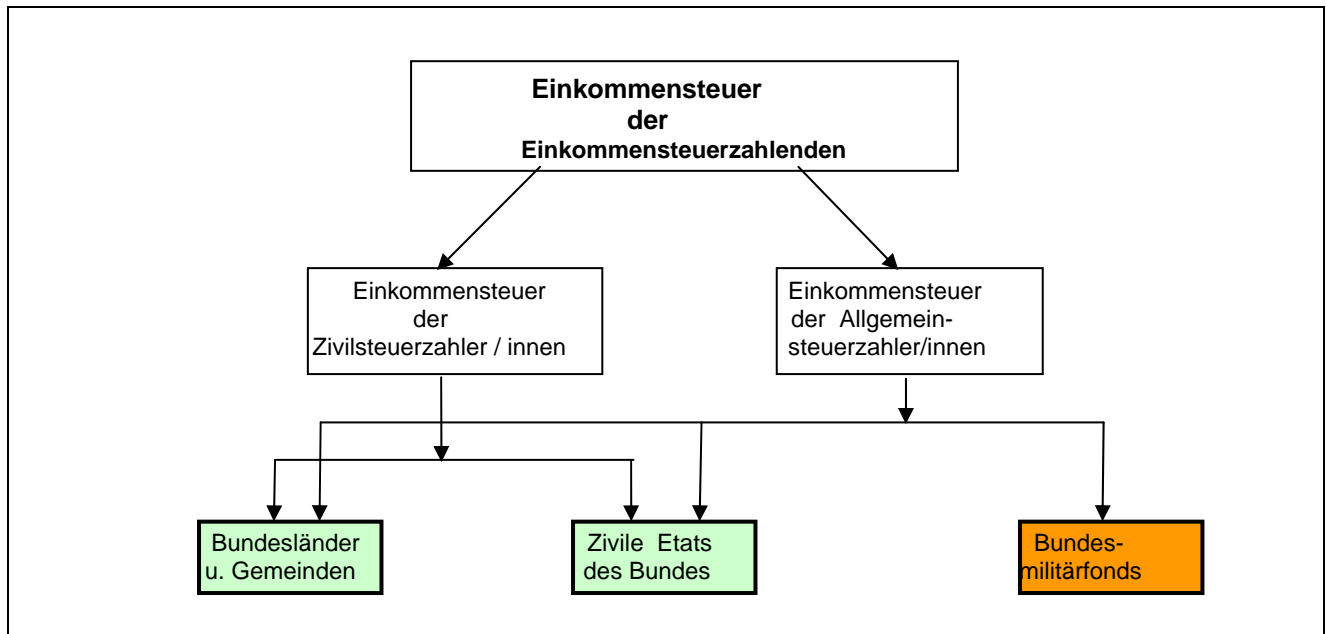 Einkommensteuer
der
Einkommensteuerzahlenden
Einkommensteuer
der
Zivilsteuerzahler / innen
Einkommensteuer
der Allgemein-
steuerzahler/innen
Bundesländer
u. Gemeinden
Zivile Etats
des Bundes
Bundes-
militärfonds